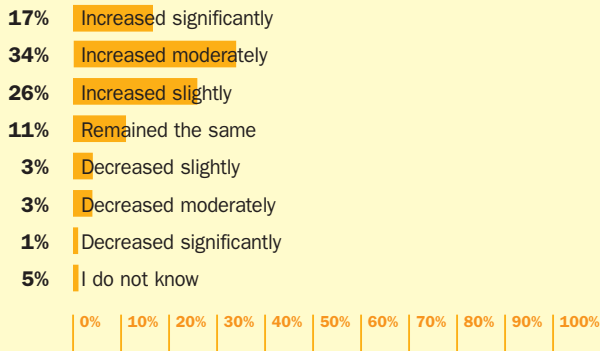 17% Increased significantly
34% Increased moderately
26% Increased slightly
11% Remained the same
3% Decreased slightly
3% Decreased moderately
1% Decreased significantly
5% I do not know
0% 10% 20% 30% 40% 50% 60% 70% 80% 90% 100%